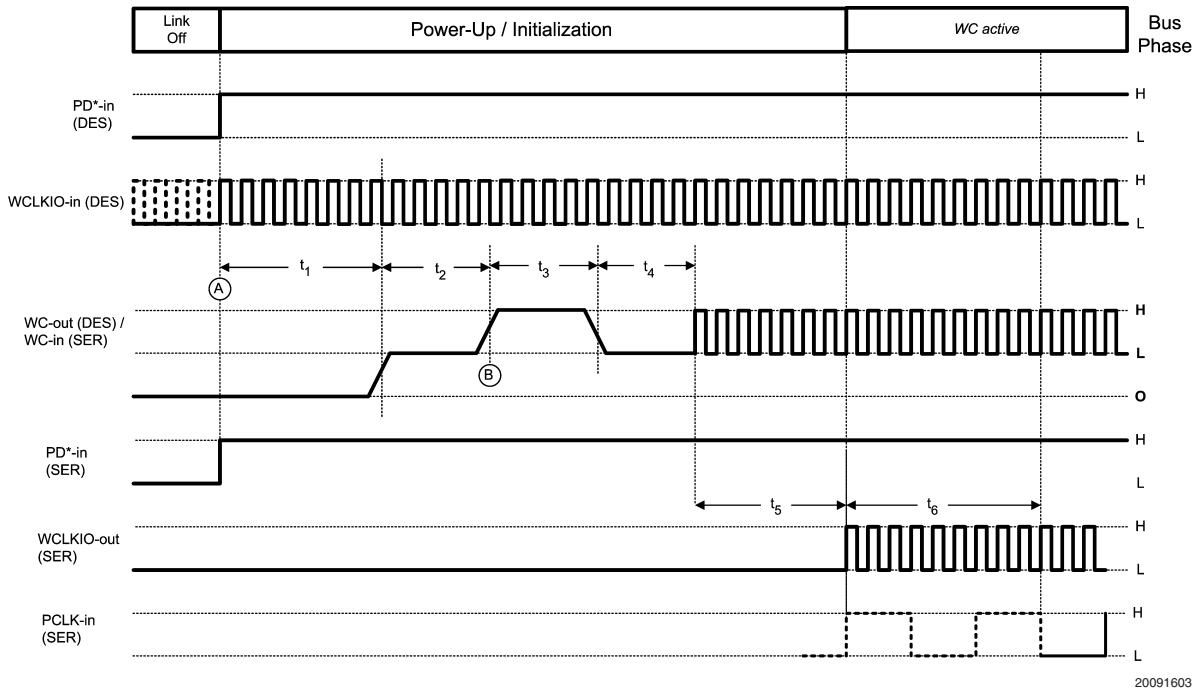 Link
Off
Power-Up / Initialization
WC active
Bus
Phase
PD*-in
(DES)
H
L
WCLKIO-in (DES)
H
L
t1
t2
t3
t4
A
WC-out (DES) /
WC-in (SER)
H
L
B
O
PD*-in
(SER)
H
L
t5
t6
WCLKIO-out
(SER)
H
L
PCLK-in
(SER)
H
L
20091603